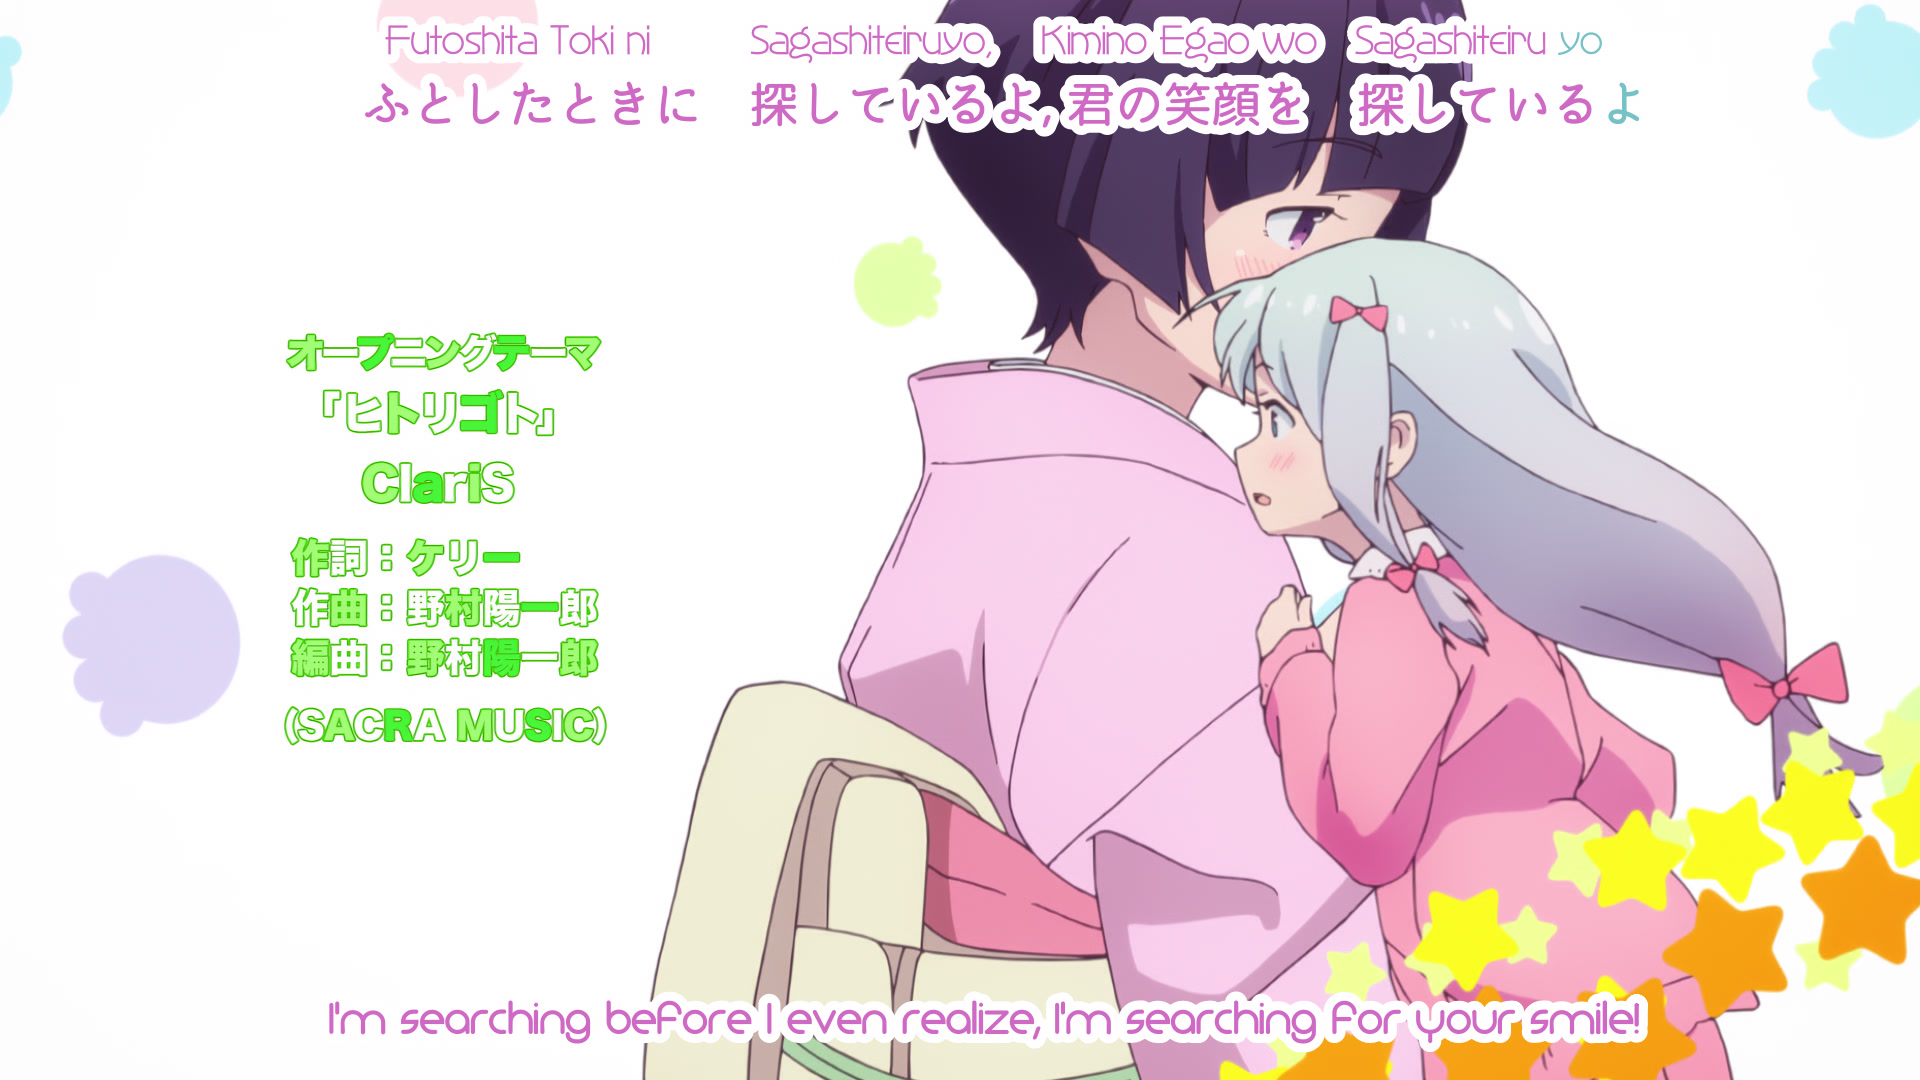 Futoshita Toki ni Sagashiteiruyo, Kimino Egao wo Sagashiteiru yo
ふとしたときに 探しているよ, 君の笑顔を 探しているよ
オープニングテーマ
「ヒトリゴト」
ClariS
作詞：ケリー
作曲：野村陽一郎
編曲：野村陽一郎
(SACRA MUSIC)
I'm searching before I even realize, I'm searching for your smile!